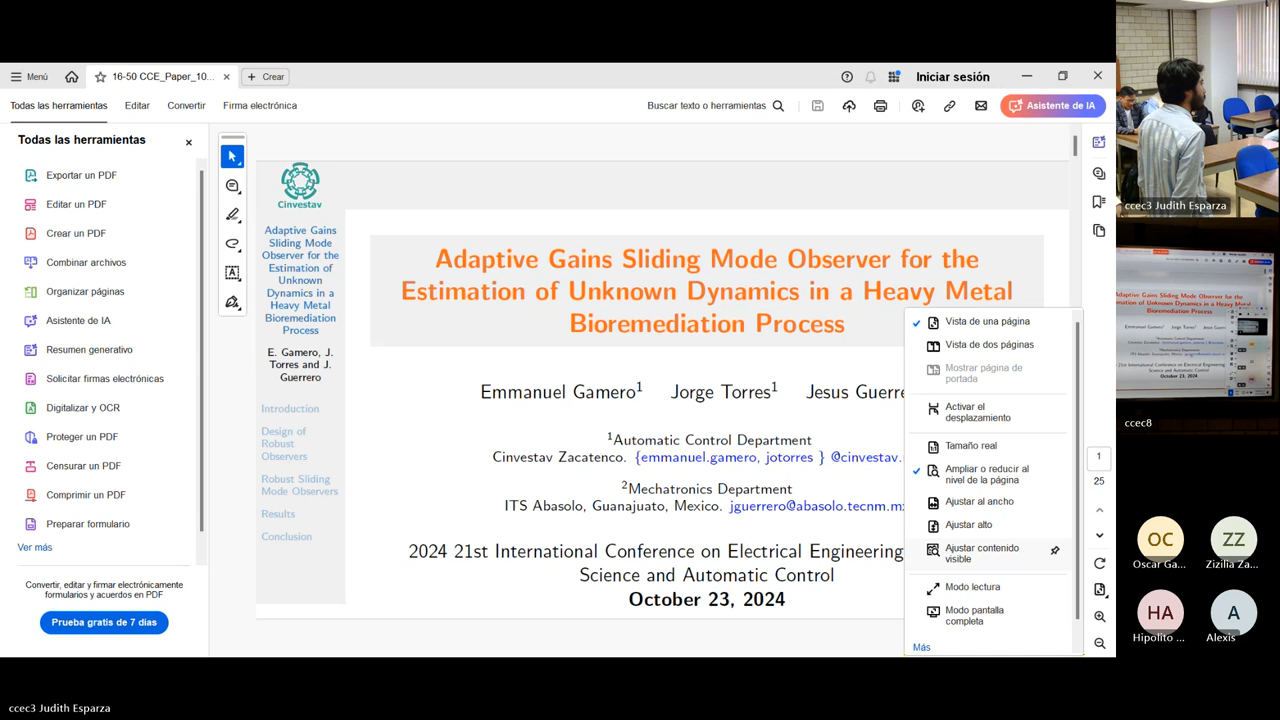 Menú
16-50 CCE_Paper_10...
Crear
Iniciar sesión
Todas las herramientas
Editar
Convertir
Firma electrónica
Buscar texto o herramientas
Asistente de IA
Todas las herramientas
Exportar un PDF
Editar un PDF
Crear un PDF
Combinar archivos
Organizar páginas
Asistente de IA
Resumen generativo
Solicitar firmas electrónicas
Digitalizar y OCR
Proteger un PDF
Censurar un PDF
Comprimir un PDF
Preparar formulario
Ver más
Convertir, editar y firmar electrónicamente
formularios y acuerdos en PDF
Prueba gratis de 7 días
Cinvestav
Adaptive Gains
Sliding Mode
Observer for the
Estimation of
Unknown
Dynamics in a
Heavy Metal
Bioremediation
Process
E. Gamero, J.
Torres and J.
Guerrero
Introduction
Design of
Robust
Observers
Robust Sliding
Mode Observers
Results
Conclusion
Adaptive Gains Sliding Mode Observer for the
Estimation of Unknown Dynamics in a Heavy Metal
Bioremediation Process
Emmanuel Gamero¹ Jorge Torres¹ Jesus Guerre
¹Automatic Control Department
Cinvestav Zacatenco. {emmanuel.gamero, jotorres } @cinvestav.
²Mechatronics Department
ITS Abasolo, Guanajuato, Mexico. jguerrero@abasolo.tecnm.m
2024 21st International Conference on Electrical Engineering
Science and Automatic Control
October 23, 2024
Vista de una página
Vista de dos páginas
Mostrar página de
portada
Activar el
desplazamiento
Tamaño real
Ampliar o reducir al
nivel de la página
Ajustar al ancho
Ajustar alto
Ajustar contenido
visible
Modo lectura
Modo pantalla
completa
Más
1
25
ccec3 Judith Esparza
ccec8
OC
Oscar Ga...
ZZ
Zizilia Za...
HA
Hipolito ...
A
Alexis
ccec3 Judith Esparza